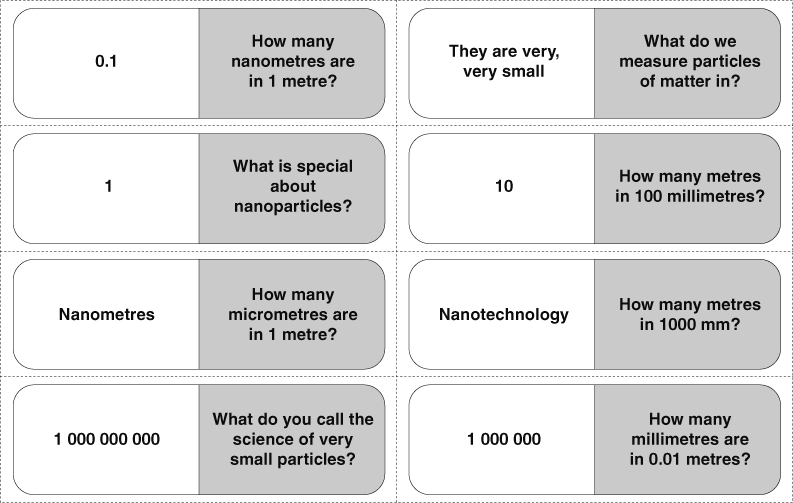 0.1
How many
nanometres are
in 1 metre?
They are very,
very small
What do we
measure particles
of matter in?
1
What is special
about
nanoparticles?
10
How many metres
in 100 millimetres?
Nanometres
How many
micrometres are
in 1 metre?
Nanotechnology
How many metres
in 1000 mm?
1 000 000 000
What do you call the
science of very
small particles?
1 000 000
How many
millimetres are
in 0.01 metres?